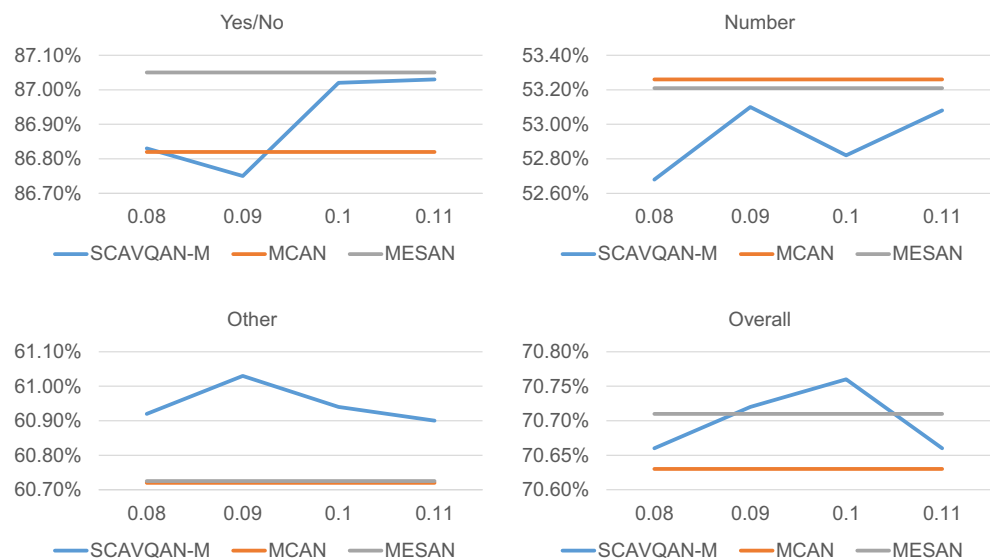 Yes/No
87.10%
87.00%
86.90%
86.80%
86.70%
0.08 0.09 0.1 0.11
SCAVQAN-M MCAN MESAN
Number
53.40%
53.20%
53.00%
52.80%
52.60%
0.08 0.09 0.1 0.11
SCAVQAN-M MCAN MESAN
Other
61.10%
61.00%
60.90%
60.80%
60.70%
0.08 0.09 0.1 0.11
SCAVQAN-M MCAN MESAN
Overall
70.80%
70.75%
70.70%
70.65%
70.60%
0.08 0.09 0.1 0.11
SCAVQAN-M MCAN MESAN